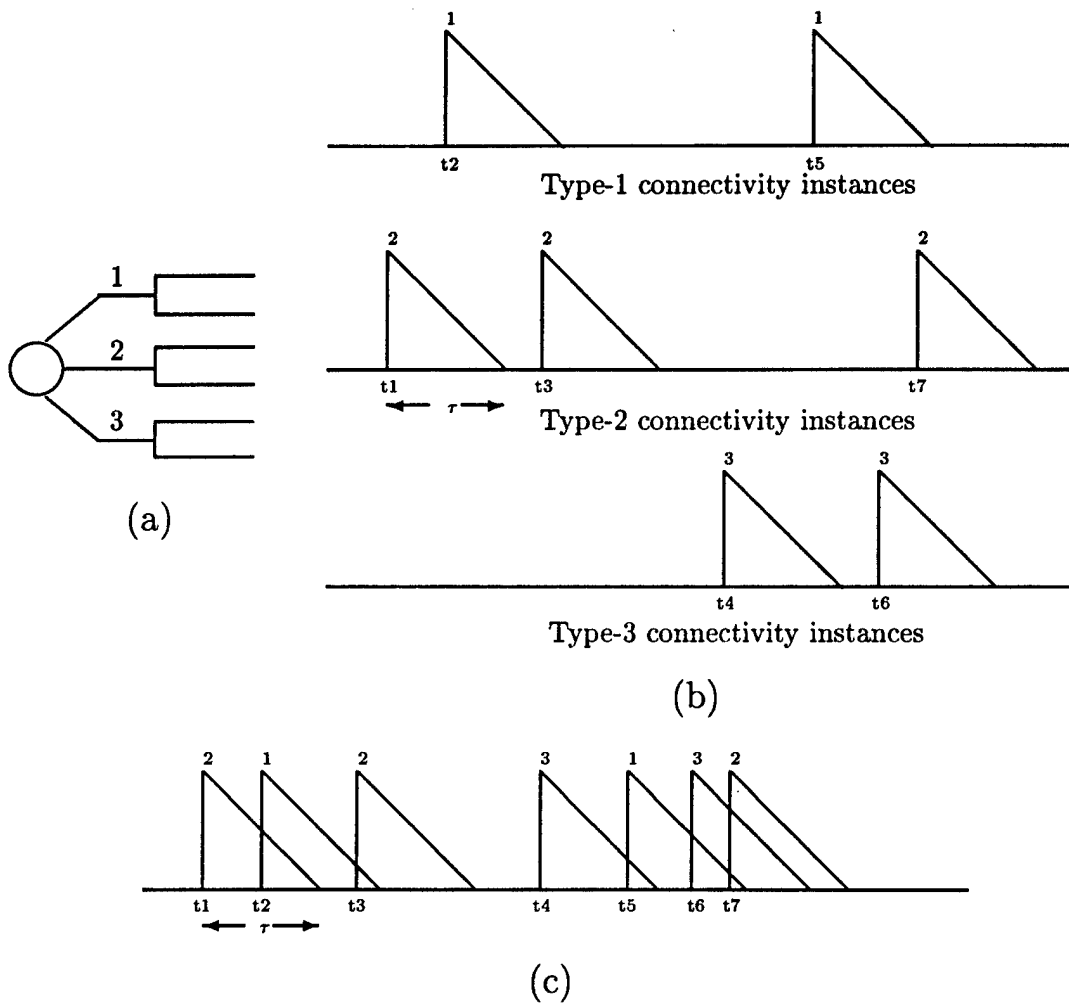 1 1
t2 t5
Type-1 connectivity instances
2 2 2
t1 t3 t7
τ
Type-2 connectivity instances
3 3
t4 t6
Type-3 connectivity instances
(b)
1
2
3
(a)
2 1 2 3 1 3 2
t1 t2 t3 t4 t5 t6 t7
τ
(c)